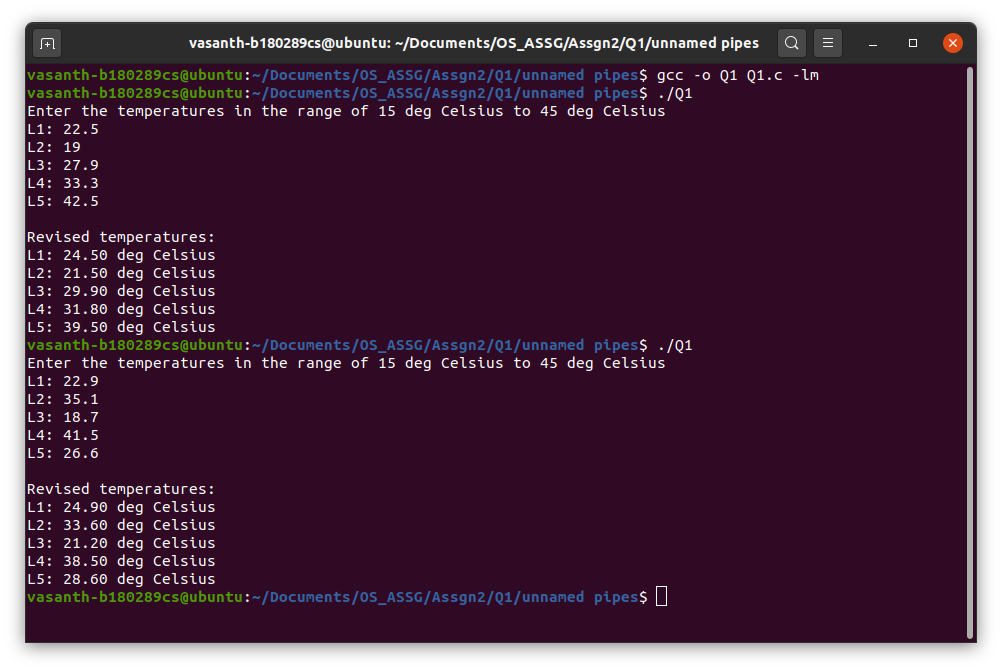 vasanth-b180289cs@ubuntu: ~/Documents/OS_ASSG/Assgn2/Q1/unnamed pipes
vasanth-b180289cs@ubuntu:~/Documents/OS_ASSG/Assgn2/Q1/unnamed pipes$ gcc -o Q1 Q1.c -lm
vasanth-b180289cs@ubuntu:~/Documents/OS_ASSG/Assgn2/Q1/unnamed pipes$ ./Q1
Enter the temperatures in the range of 15 deg Celsius to 45 deg Celsius
L1: 22.5
L2: 19
L3: 27.9
L4: 33.3
L5: 42.5

Revised temperatures:
L1: 24.50 deg Celsius
L2: 21.50 deg Celsius
L3: 29.90 deg Celsius
L4: 31.80 deg Celsius
L5: 39.50 deg Celsius
vasanth-b180289cs@ubuntu:~/Documents/OS_ASSG/Assgn2/Q1/unnamed pipes$ ./Q1
Enter the temperatures in the range of 15 deg Celsius to 45 deg Celsius
L1: 22.9
L2: 35.1
L3: 18.7
L4: 41.5
L5: 26.6

Revised temperatures:
L1: 24.90 deg Celsius
L2: 33.60 deg Celsius
L3: 21.20 deg Celsius
L4: 38.50 deg Celsius
L5: 28.60 deg Celsius
vasanth-b180289cs@ubuntu:~/Documents/OS_ASSG/Assgn2/Q1/unnamed pipes$